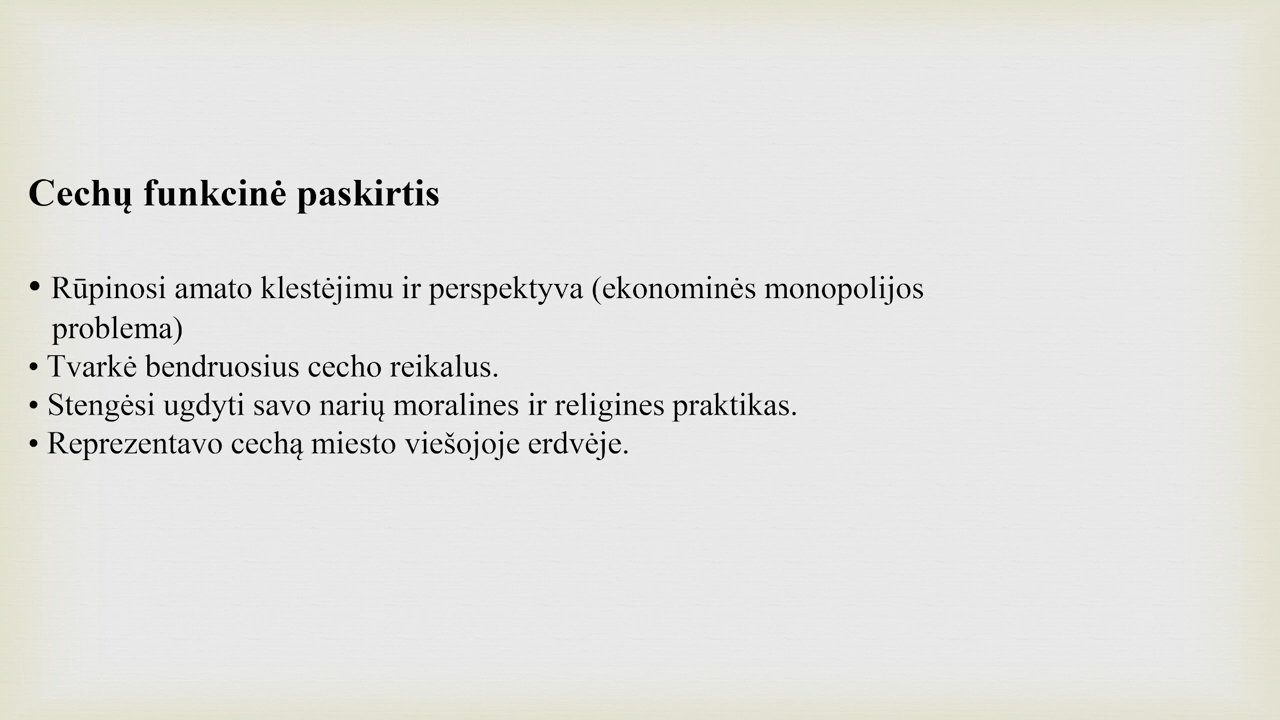 Cechų funkcinė paskirtis
• Rūpinosi amato klestėjimu ir perspektyva (ekonominės monopolijos
problema)
• Tvarkė bendruosius cecho reikalus.
• Stengėsi ugdyti savo narių moralines ir religines praktikas.
• Reprezentavo cechą miesto viešojoje erdvėje.